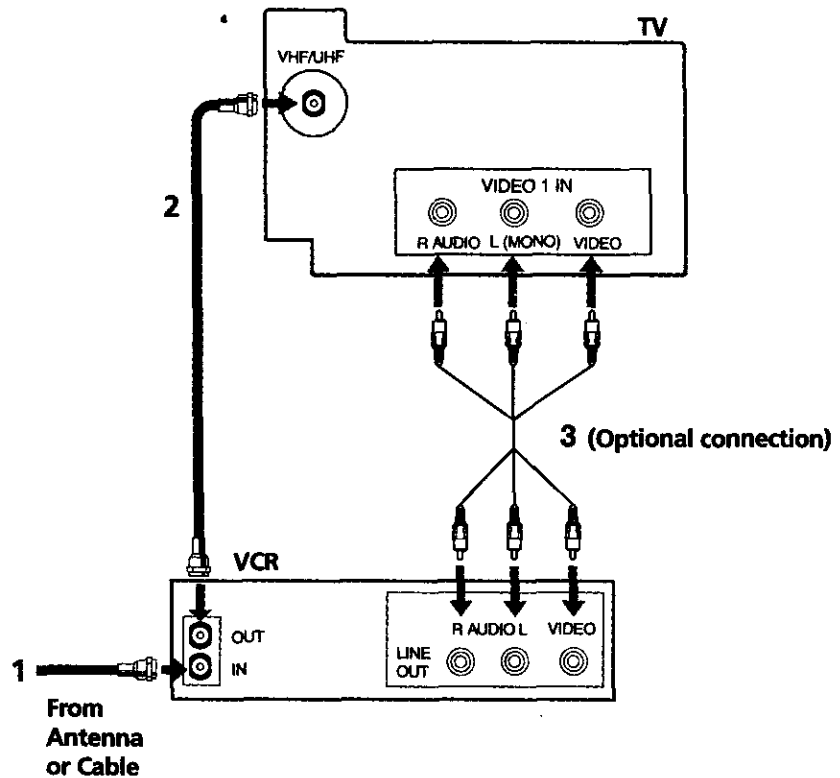 TV
VHF/UHF
VIDEO 1 IN
R AUDIO L (MONO) VIDEO
2
3 (Optional connection)
VCR
R AUDIO L VIDEO
OUT
LINE
OUT
IN
1
From
Antenna
or Cable